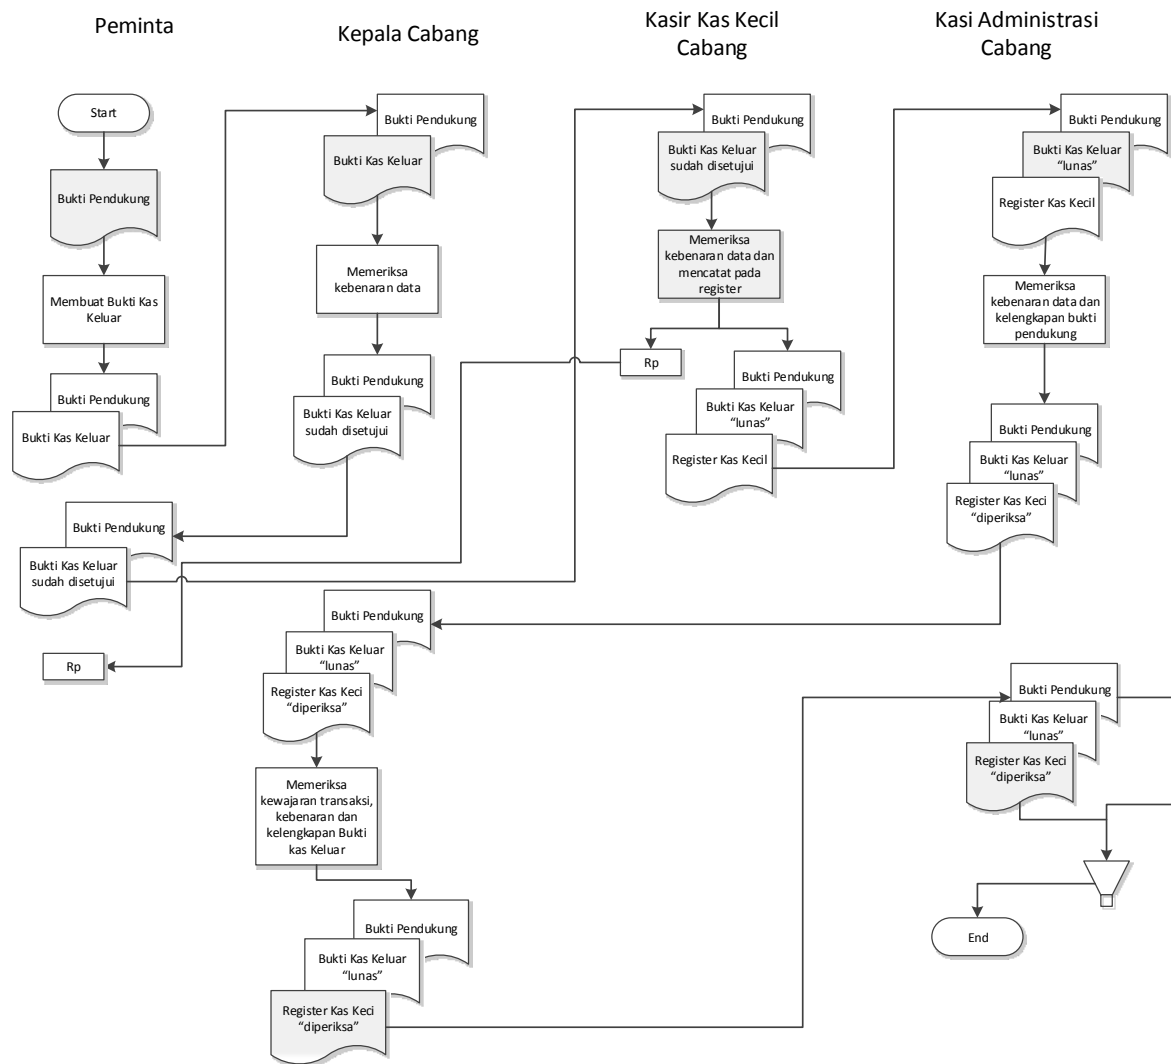 Peminta
Kepala Cabang
Kasir Kas Kecil
Cabang
Kasi Administrasi
Cabang
Start
Bukti Pendukung
Membuat Bukti Kas
Keluar
Bukti Pendukung
Bukti Kas Keluar
Bukti Pendukung
Bukti Kas Keluar
sudah disetujui
Rp
Bukti Pendukung
Bukti Kas Keluar
Memeriksa
kebenaran data
Bukti Pendukung
Bukti Kas Keluar
sudah disetujui
Bukti Pendukung
Bukti Kas Keluar
“lunas”
Register Kas Keci
“diperiksa”
Memeriksa
kewajaran transaksi,
kebenaran dan
kelengkapan Bukti
kas Keluar
Bukti Pendukung
Bukti Kas Keluar
“lunas”
Register Kas Keci
“diperiksa”
Bukti Pendukung
Bukti Kas Keluar
sudah disetujui
Memeriksa
kebenaran data dan
mencatat pada
register
Rp
Bukti Pendukung
Bukti Kas Keluar
“lunas”
Register Kas Kecil
Bukti Pendukung
Bukti Kas Keluar
“lunas”
Register Kas Kecil
Memeriksa
kebenaran data dan
kelengkapan bukti
pendukung
Bukti Pendukung
Bukti Kas Keluar
“lunas”
Register Kas Keci
“diperiksa”
Bukti Pendukung
Bukti Kas Keluar
“lunas”
Register Kas Keci
“diperiksa”
End